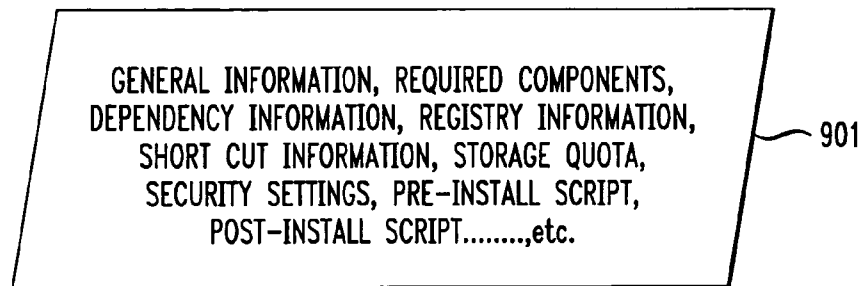 GENERAL INFORMATION, REQUIRED COMPONENTS,
DEPENDENCY INFORMATION, REGISTRY INFORMATION,
SHORT CUT INFORMATION, STORAGE QUOTA,
SECURITY SETTINGS, PRE-INSTALL SCRIPT,
POST-INSTALL SCRIPT........,etc.
901